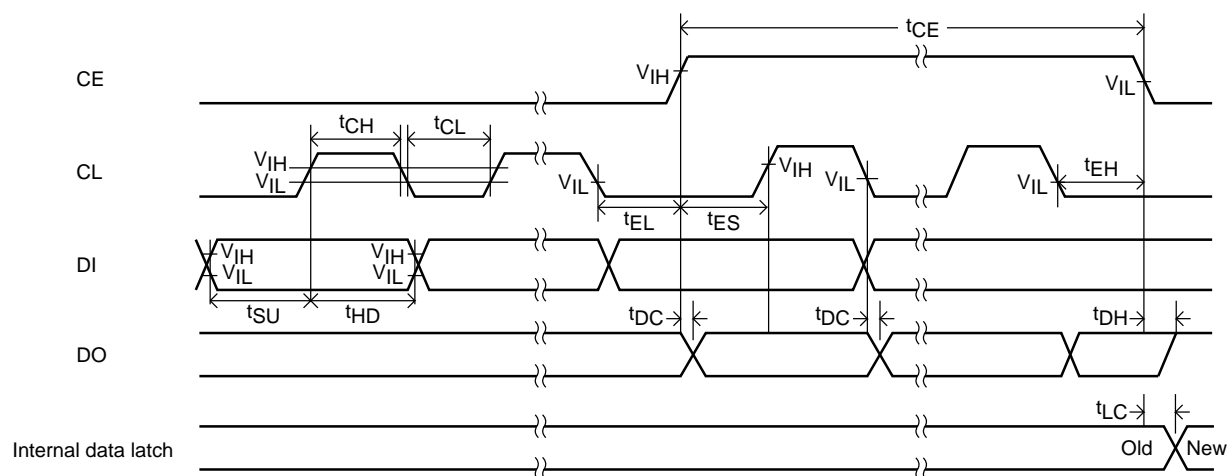 tCE
CE
VIH
VIL
tCH
tCL
CL
VIH
VIL
VIL
VIH
VIL
VIL
tEH
tEL
tES
DI
VIH
VIL
VIH
VIL
tSU
tHD
tDC
tDC
tDH
DO
tLC
Internal data latch
Old
New